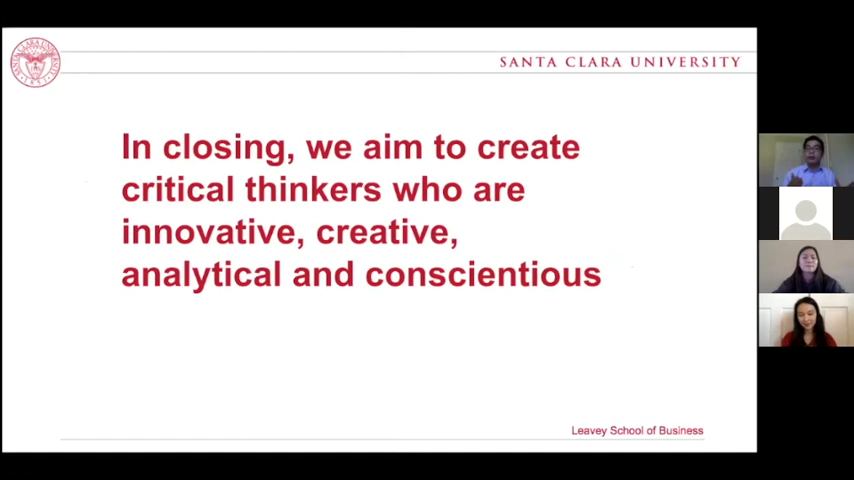 SANTA CLARA UNIVERSITY
In closing, we aim to create
critical thinkers who are
innovative, creative,
analytical and conscientious
Leavey School of Business